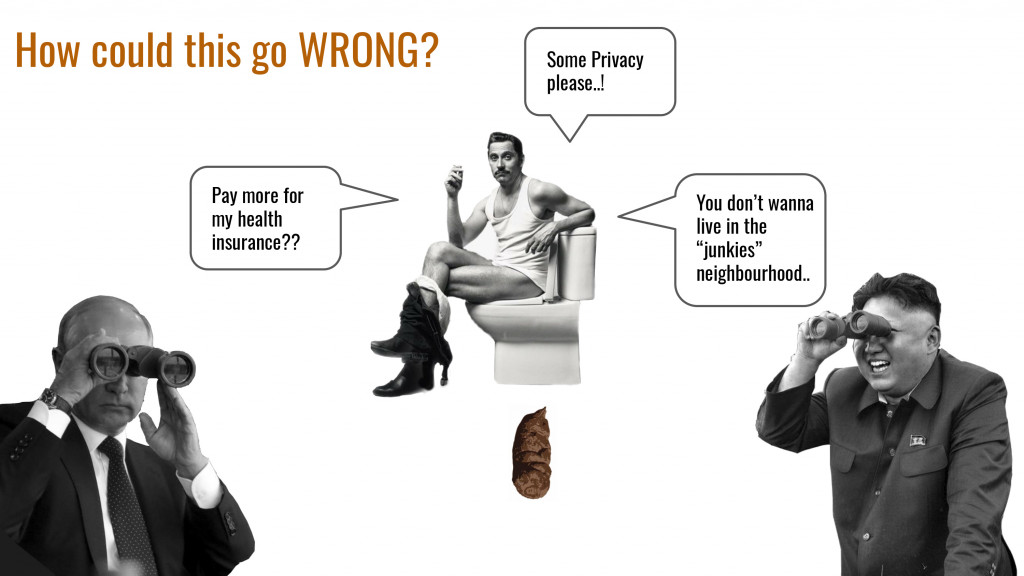 How could this go WRONG?
Some Privacy
please..!
Pay more for
my health
insurance??
You don’t wanna
live in the
“junkies”
neighbourhood..